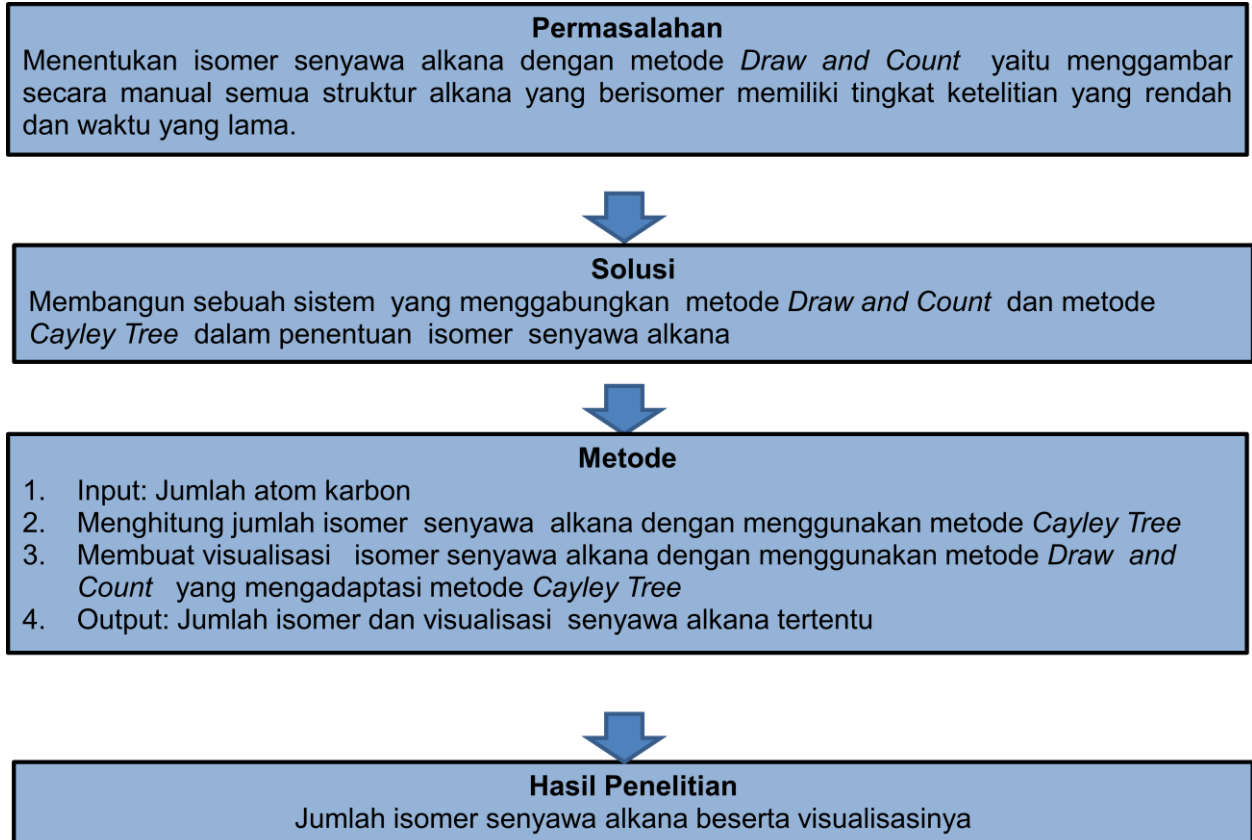 Permasalahan
Menentukan isomer senyawa alkana dengan metode Draw and Count yaitu menggambar
secara manual semua struktur alkana yang berisomer memiliki tingkat ketelitian yang rendah
dan waktu yang lama.
Solusi
Membangun sebuah sistem yang menggabungkan metode Draw and Count dan metode
Cayley Tree dalam penentuan isomer senyawa alkana
Metode
1. Input: Jumlah atom karbon
2. Menghitung jumlah isomer senyawa alkana dengan menggunakan metode Cayley Tree
3. Membuat visualisasi isomer senyawa alkana dengan menggunakan metode Draw and
Count yang mengadaptasi metode Cayley Tree
4. Output: Jumlah isomer dan visualisasi senyawa alkana tertentu
Hasil Penelitian
Jumlah isomer senyawa alkana beserta visualisasinya